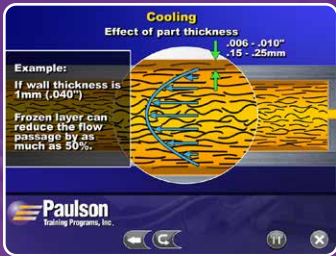 Cooling
Effect of part thickness
.006 - .010"
.15 - .25mm
Example:
If wall thickness is
1mm (.040")
Frozen layer can
reduce the flow
passage by as
much as 50%.
Paulson
Training Programs, Inc.